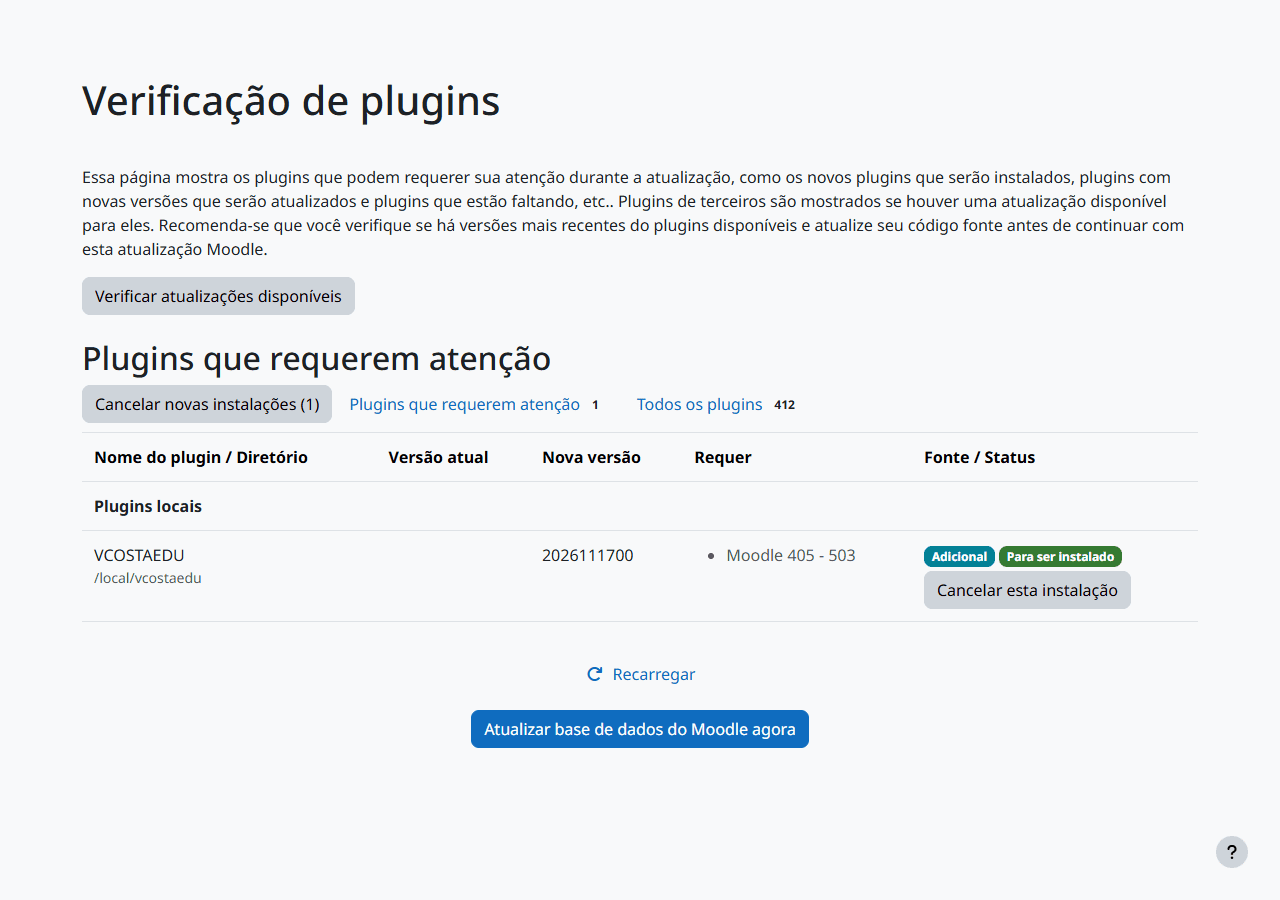 Verificação de plugins
Essa página mostra os plugins que podem requerer sua atenção durante a atualização, como os novos plugins que serão instalados, plugins com
novas versões que serão atualizados e plugins que estão faltando, etc.. Plugins de terceiros são mostrados se houver uma atualização disponível
para eles. Recomenda-se que você verifique se há versões mais recentes do plugins disponíveis e atualize seu código fonte antes de continuar com
esta atualização Moodle.
Verificar atualizações disponíveis
Plugins que requerem atenção
Cancelar novas instalações (1) Plugins que requerem atenção 1 Todos os plugins 412
Nome do plugin / Diretório Versão atual Nova versão Requer Fonte / Status
Plugins locais
VCOSTAEDU 2026111700 • Moodle 405 - 503 Adicional Para ser instalado
/local/vcostaedu
Cancelar esta instalação
Recarregar
Atualizar base de dados do Moodle agora
?